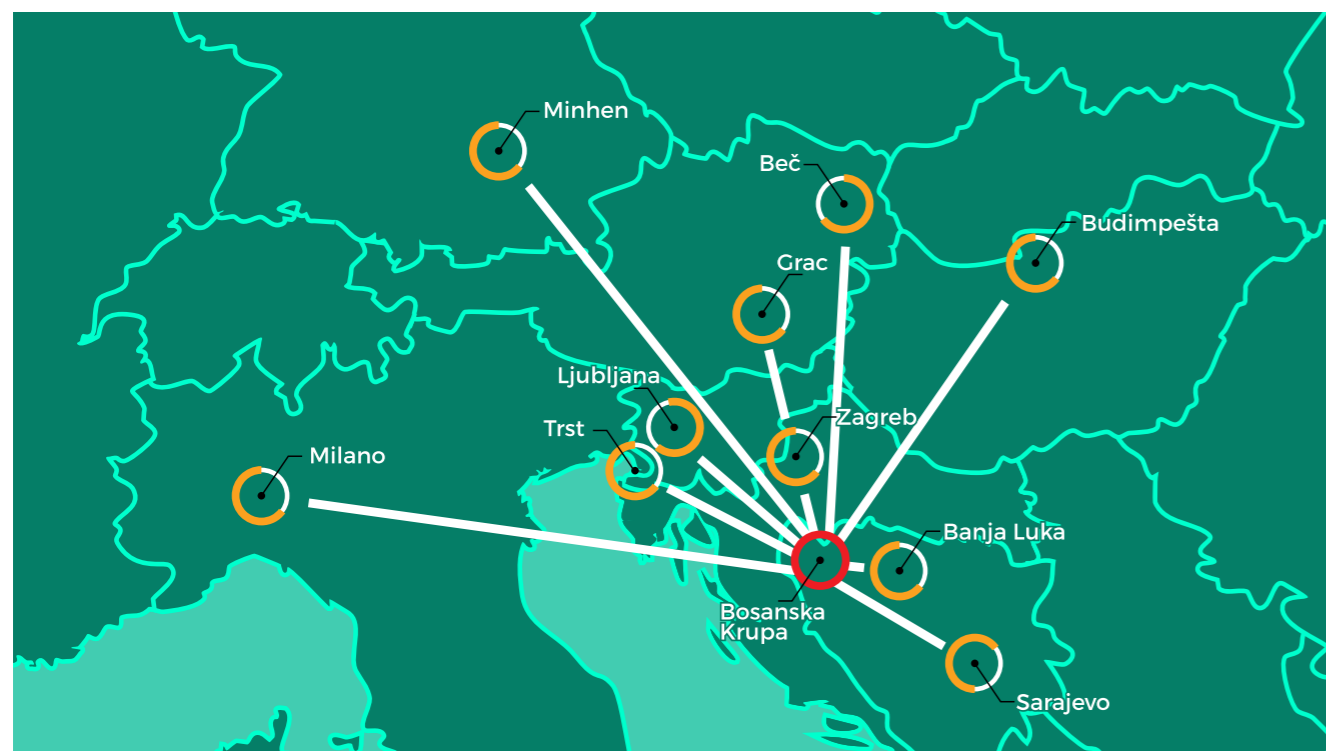 Minhen
Beč
Budimpešta
Grac
Ljubljana
Trst
Zagreb
Milano
Banja Luka
Bosanska
Krupa
Sarajevo